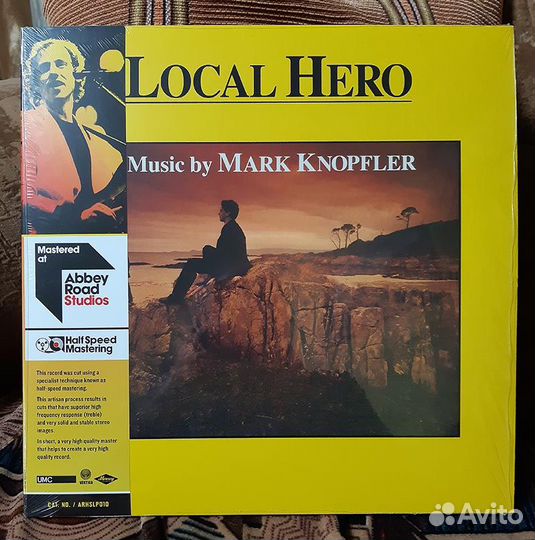 LOCAL HERO
Music by MARK KNOPFLER
Mastered
at
Abbey
Road
Studios
Half Speed
Mastering
This record was cut using a
specialist technique known as
half-speed mastering.
This artisan process results in
cuts that have superior high
frequency response (treble)
and very solid and stable stereo
images.
In short, a very high quality master
that helps to create a very high
quality record.
UMC
VERTIGO
Mercury
CAT. NO. / ARHSLP010
Avito